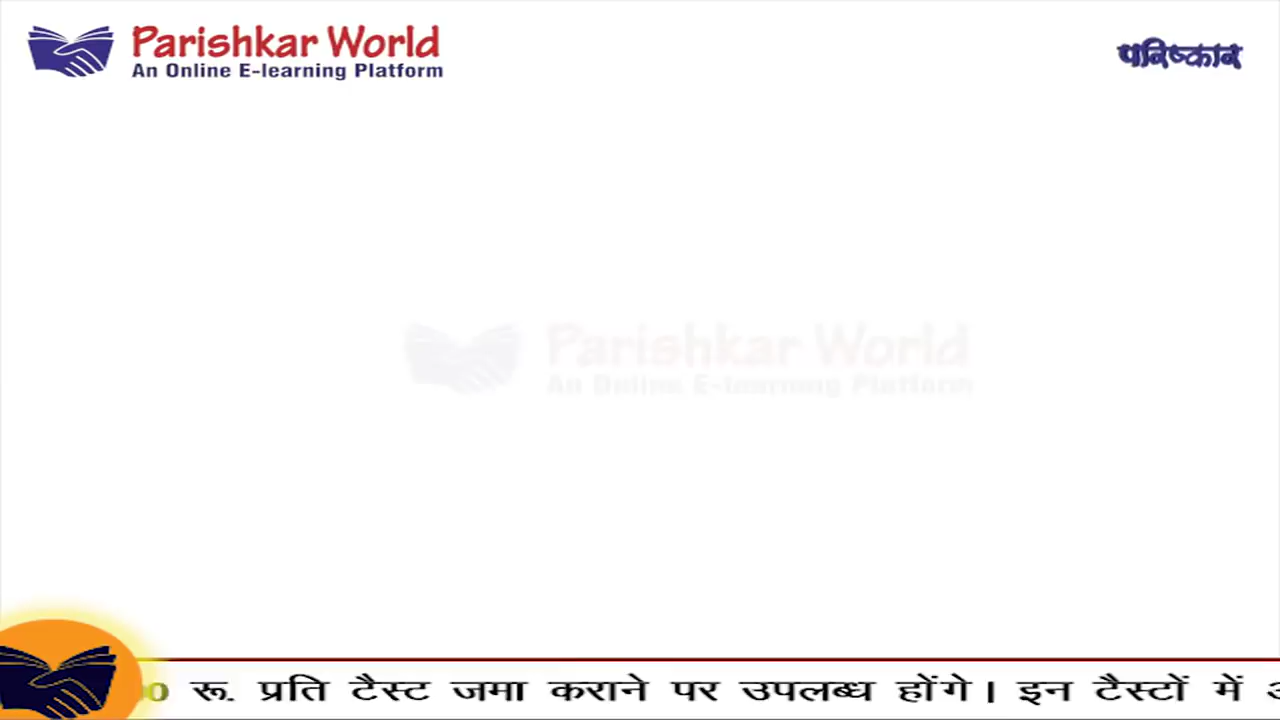 Parishkar World
An Online E-learning Platform
परिष्कार
Parishkar World
An Online E-learning Platform
0 रू. प्रति टैस्ट जमा कराने पर उपलब्ध होंगे। इन टैस्टों में